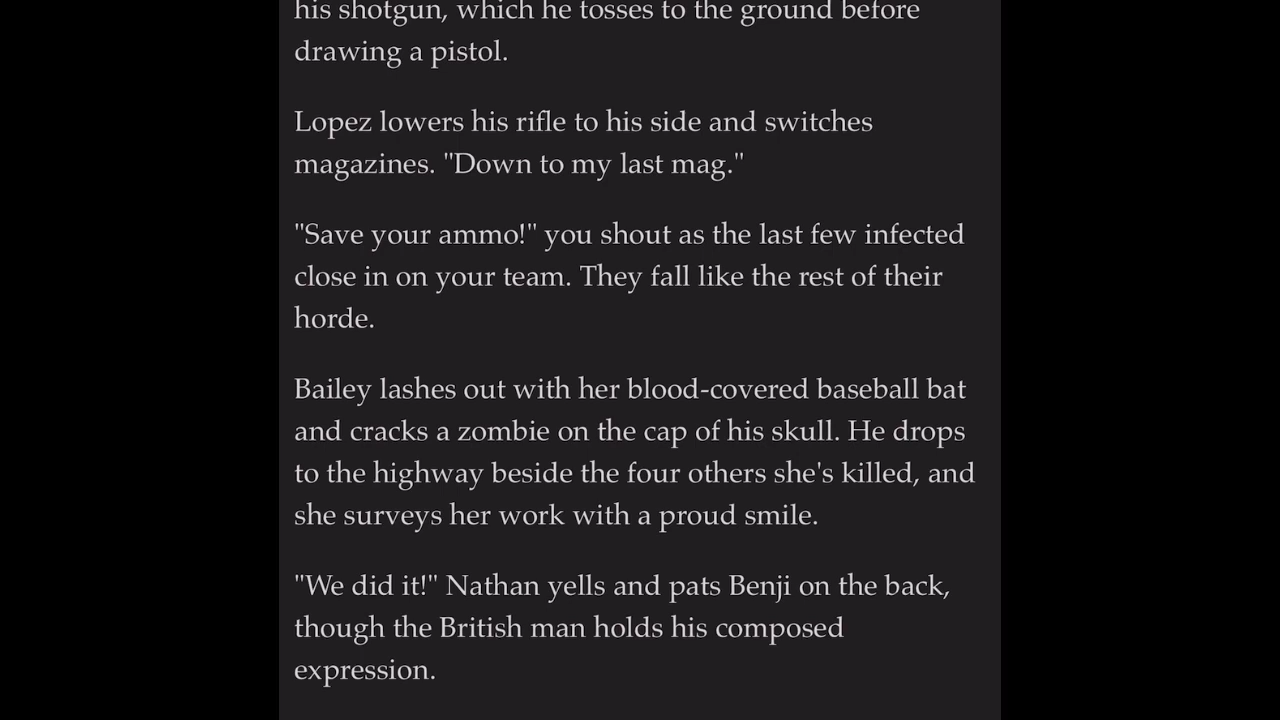 his shotgun, which he tosses to the ground before
drawing a pistol.
Lopez lowers his rifle to his side and switches
magazines. "Down to my last mag."
"Save your ammo!" you shout as the last few infected
close in on your team. They fall like the rest of their
horde.
Bailey lashes out with her blood-covered baseball bat
and cracks a zombie on the cap of his skull. He drops
to the highway beside the four others she's killed, and
she surveys her work with a proud smile.
"We did it!" Nathan yells and pats Benji on the back,
though the British man holds his composed
expression.